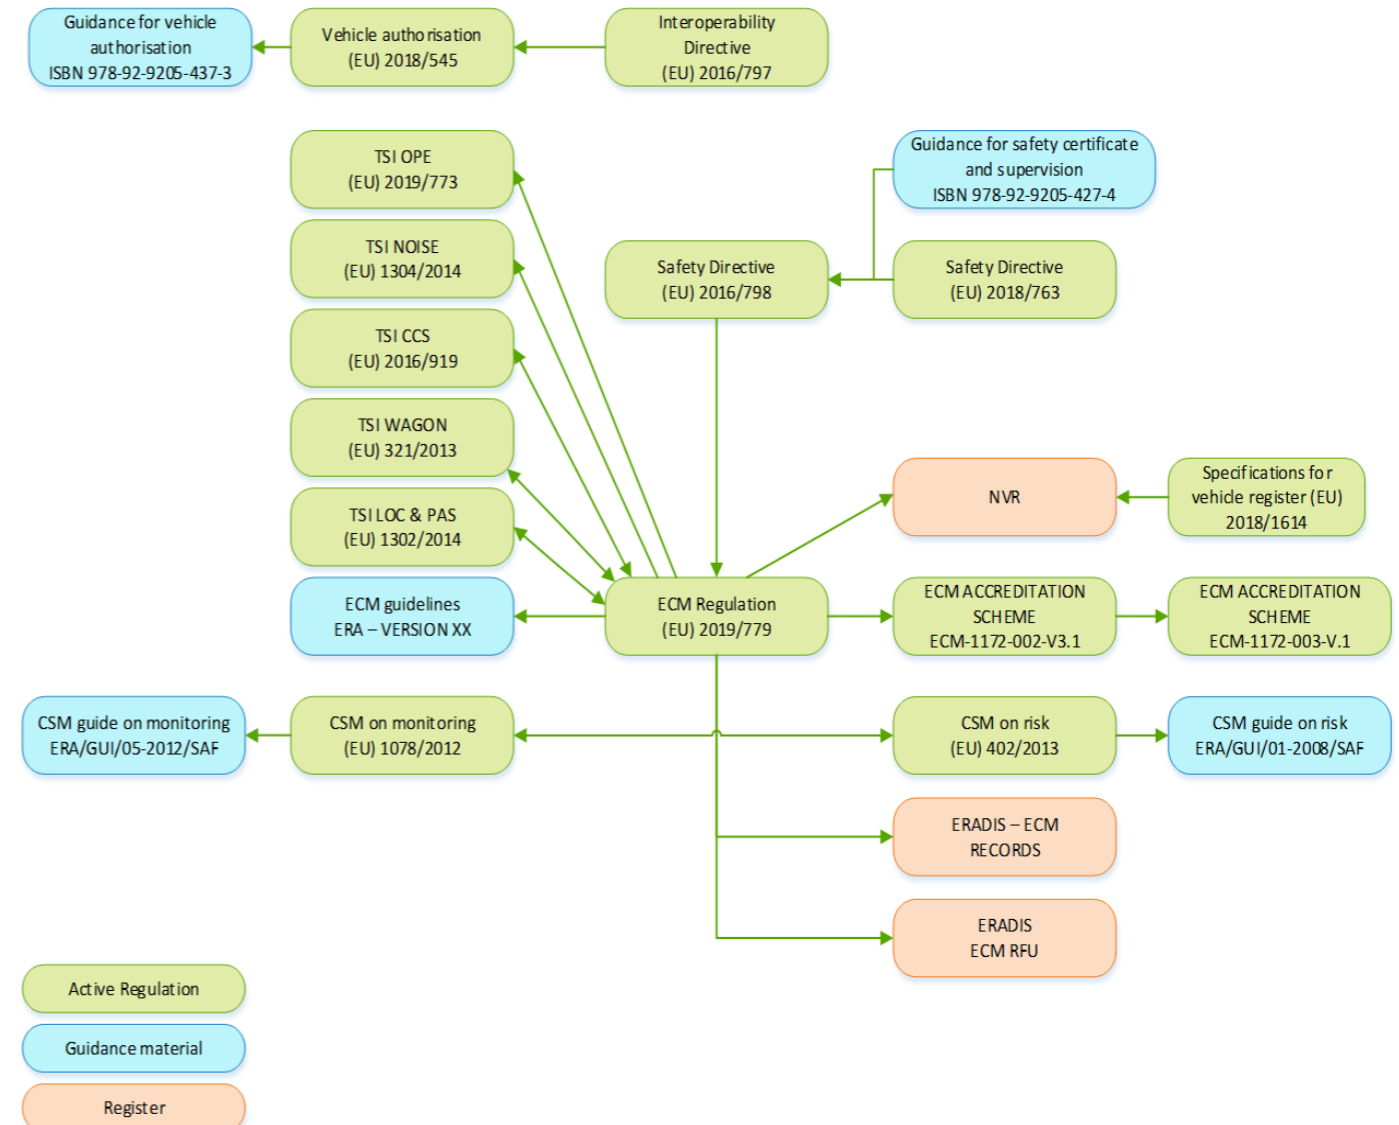 Guidance for vehicle
authorisation
ISBN 978-92-9205-437-3
Vehicle authorisation
(EU) 2018/545
Interoperability
Directive
(EU) 2016/797
TSI OPE
(EU) 2019/773
Guidance for safety certificate
and supervision
ISBN 978-92-9205-427-4
TSI NOISE
(EU) 1304/2014
Safety Directive
(EU) 2016/798
Safety Directive
(EU) 2018/763
TSI CCS
(EU) 2016/919
TSI WAGON
(EU) 321/2013
NVR
Specifications for
vehicle register (EU)
2018/1614
TSI LOC & PAS
(EU) 1302/2014
ECM guidelines
ERA – VERSION XX
ECM Regulation
(EU) 2019/779
ECM ACCREDITATION
SCHEME
ECM-1172-002-V3.1
ECM ACCREDITATION
SCHEME
ECM-1172-003-V.1
CSM guide on monitoring
ERA/GUI/05-2012/SAF
CSM on monitoring
(EU) 1078/2012
CSM on risk
(EU) 402/2013
CSM guide on risk
ERA/GUI/01-2008/SAF
ERADIS – ECM
RECORDS
ERADIS
ECM RFU
Active Regulation
Guidance material
Register